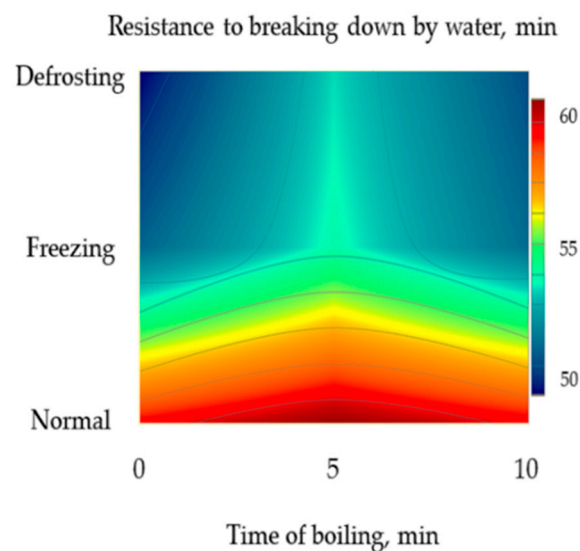 Resistance to breaking down by water, min
Defrosting
60
Freezing
55
50
Normal
0 5 10
Time of boiling, min